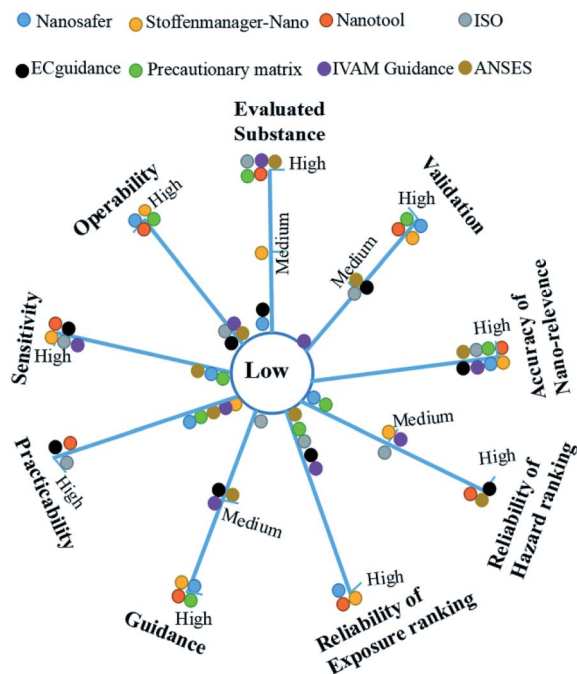 Nanosafer
Stoffenmanager-Nano
Nanotool
ISO
ECguidance
Precautionary matrix
IVAM Guidance
ANSES
Evaluated
Substance
High
Medium
Operability
High
Validation
High
Medium
Sensitivity
High
Low
High
Accuracy of
Nano-relevence
Practicability
High
Medium
High
Reliability of
Hazard ranking
Medium
High
Guidance
High
Reliability of
Exposure ranking